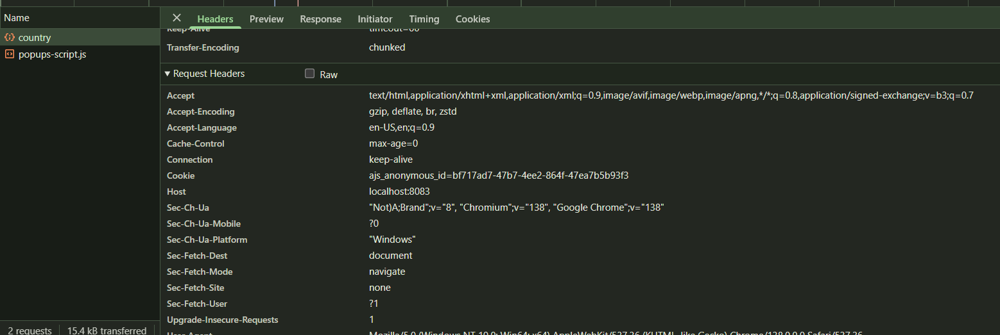 Name
Headers Preview Response Initiator Timing Cookies
country
popups-script.js
Keep-Alive timeout=60
Transfer-Encoding chunked
Request Headers Raw
Accept text/html,application/xhtml+xml,application/xml;q=0.9,image/avif,image/webp,image/apng,*/*;q=0.8,application/signed-exchange;v=b3;q=0.7
Accept-Encoding gzip, deflate, br, zstd
Accept-Language en-US,en;q=0.9
Cache-Control max-age=0
Connection keep-alive
Cookie ajs_anonymous_id=bf717ad7-47b7-4ee2-864f-47ea7b5b93f3
Host localhost:8083
Sec-Ch-Ua "Not)A;Brand";v="8", "Chromium";v="138", "Google Chrome";v="138"
Sec-Ch-Ua-Mobile ?0
Sec-Ch-Ua-Platform "Windows"
Sec-Fetch-Dest document
Sec-Fetch-Mode navigate
Sec-Fetch-Site none
Sec-Fetch-User ?1
Upgrade-Insecure-Requests 1
User-Agent Mozilla/5.0 (Windows NT 10.0; Win64; x64) AppleWebKit/537.36 (KHTML, like Gecko) Chrome/138.0.0.0 Safari/537.36
2 requests 15.4 kB transferred